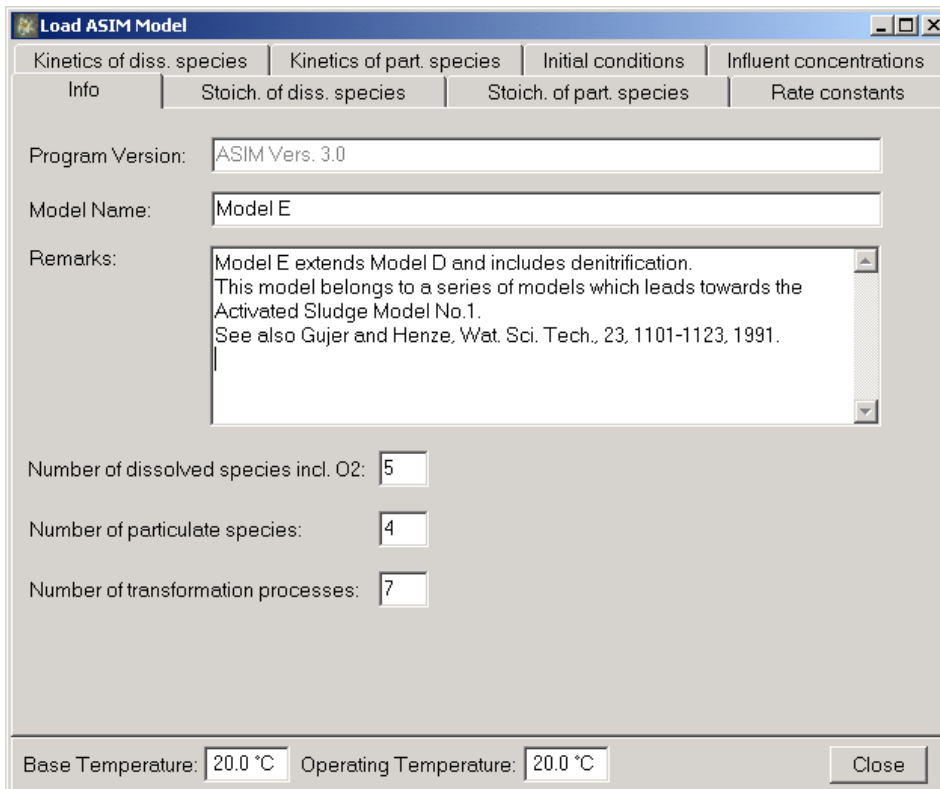 Load ASIM Model
Kinetics of diss. species Kinetics of part. species Initial conditions Influent concentrations
Info Stoich. of diss. species Stoich. of part. species Rate constants
Program Version: ASIM Vers. 3.0
Model Name: Model E
Remarks: Model E extends Model D and includes denitrification.
This model belongs to a series of models which leads towards the
Activated Sludge Model No.1.
See also Gujer and Henze, Wat. Sci. Tech., 23, 1101-1123, 1991.
Number of dissolved species incl. O2: 5
Number of particulate species: 4
Number of transformation processes: 7
Base Temperature: 20.0 °C Operating Temperature: 20.0 °C Close